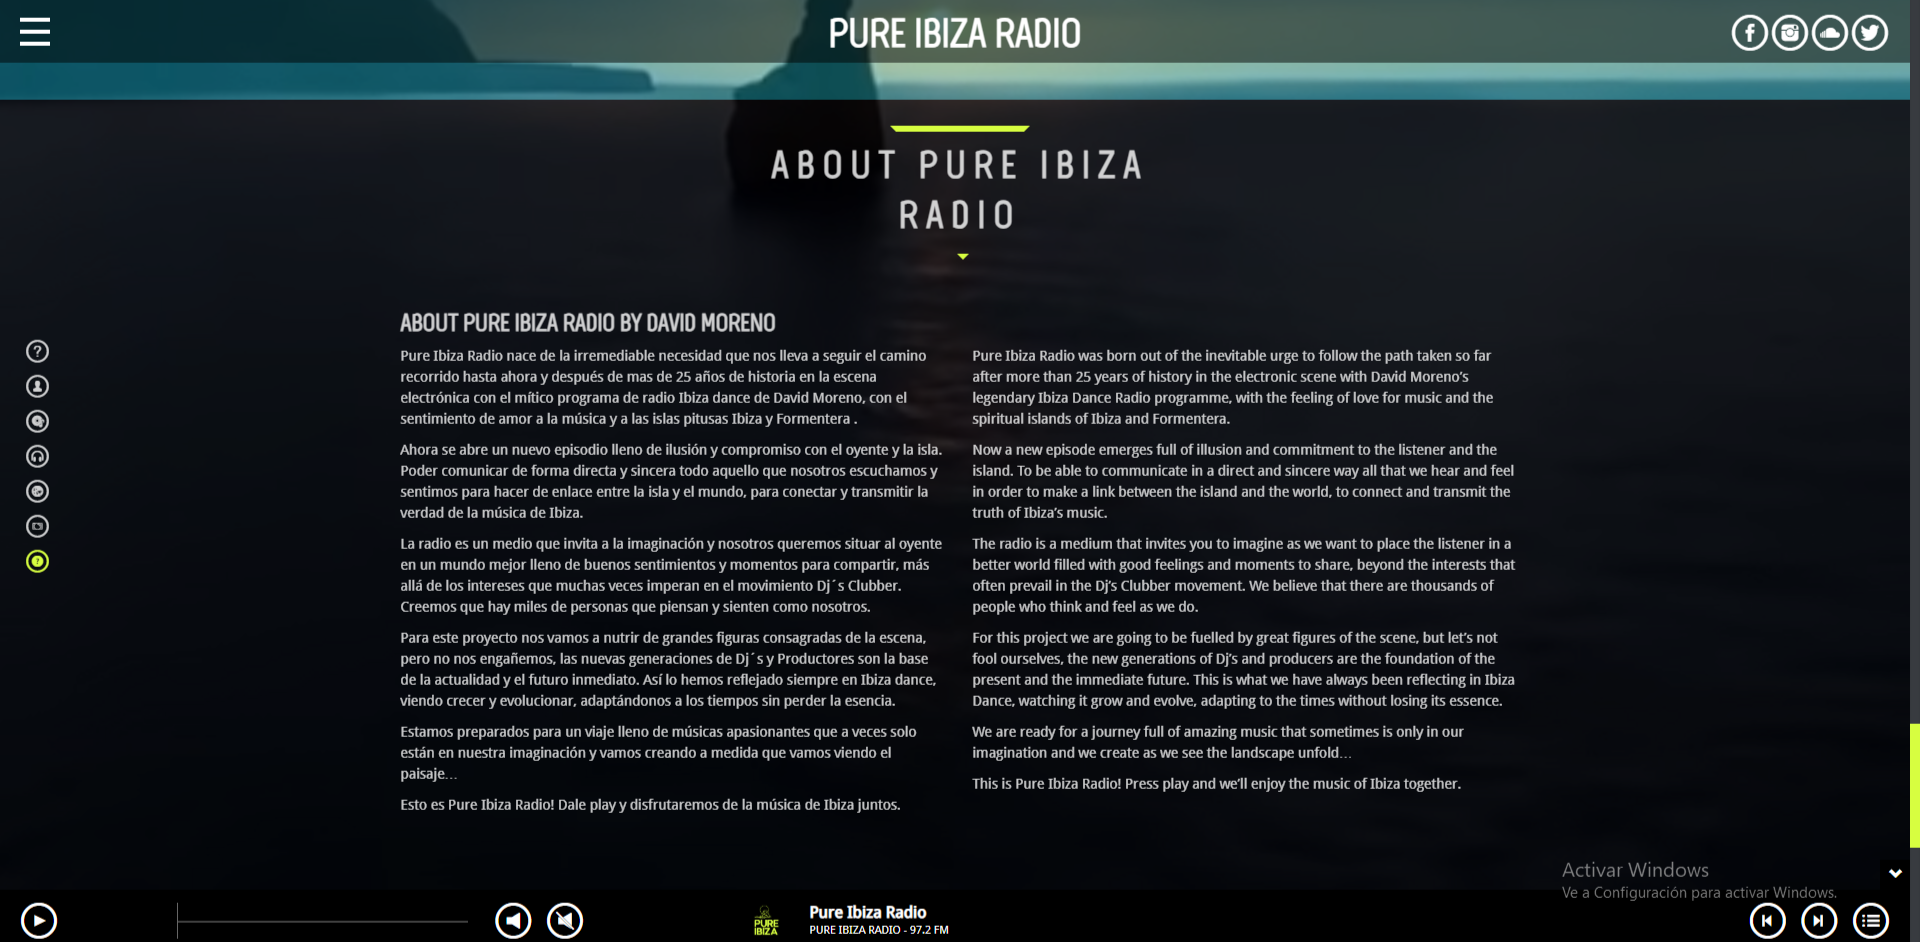 PURE IBIZA RADIO
ABOUT PURE IBIZA
RADIO
ABOUT PURE IBIZA RADIO BY DAVID MORENO
Pure Ibiza Radio nace de la irremediable necesidad que nos lleva a seguir el camino
recorrido hasta ahora y después de mas de 25 años de historia en la escena
electrónica con el mítico programa de radio Ibiza dance de David Moreno, con el
sentimiento de amor a la música y a las islas pitusas Ibiza y Formentera .
Ahora se abre un nuevo episodio lleno de ilusión y compromiso con el oyente y la isla.
Poder comunicar de forma directa y sincera todo aquello que nosotros escuchamos y
sentimos para hacer de enlace entre la isla y el mundo, para conectar y transmitir la
verdad de la música de Ibiza.
La radio es un medio que invita a la imaginación y nosotros queremos situar al oyente
en un mundo mejor lleno de buenos sentimientos y momentos para compartir, más
allá de los intereses que muchas veces imperan en el movimiento Dj´s Clubber.
Creemos que hay miles de personas que piensan y sienten como nosotros.
Para este proyecto nos vamos a nutrir de grandes figuras consagradas de la escena,
pero no nos engañemos, las nuevas generaciones de Dj´s y Productores son la base
de la actualidad y el futuro inmediato. Así lo hemos reflejado siempre en Ibiza dance,
viendo crecer y evolucionar, adaptándonos a los tiempos sin perder la esencia.
Estamos preparados para un viaje lleno de músicas apasionantes que a veces solo
están en nuestra imaginación y vamos creando a medida que vamos viendo el
paisaje…
Esto es Pure Ibiza Radio! Dale play y disfrutaremos de la música de Ibiza juntos.
Pure Ibiza Radio was born out of the inevitable urge to follow the path taken so far
after more than 25 years of history in the electronic scene with David Moreno’s
legendary Ibiza Dance Radio programme, with the feeling of love for music and the
spiritual islands of Ibiza and Formentera.
Now a new episode emerges full of illusion and commitment to the listener and the
island. To be able to communicate in a direct and sincere way all that we hear and feel
in order to make a link between the island and the world, to connect and transmit the
truth of Ibiza’s music.
The radio is a medium that invites you to imagine as we want to place the listener in a
better world filled with good feelings and moments to share, beyond the interests that
often prevail in the Dj’s Clubber movement. We believe that there are thousands of
people who think and feel as we do.
For this project we are going to be fuelled by great figures of the scene, but let’s not
fool ourselves, the new generations of Dj’s and producers are the foundation of the
present and the immediate future. This is what we have always been reflecting in Ibiza
Dance, watching it grow and evolve, adapting to the times without losing its essence.
We are ready for a journey full of amazing music that sometimes is only in our
imagination and we create as we see the landscape unfold…
This is Pure Ibiza Radio! Press play and we’ll enjoy the music of Ibiza together.
Activar Windows
Ve a Configuración para activar Windows.
PURE
IBIZA
Pure Ibiza Radio
PURE IBIZA RADIO - 97.2 FM